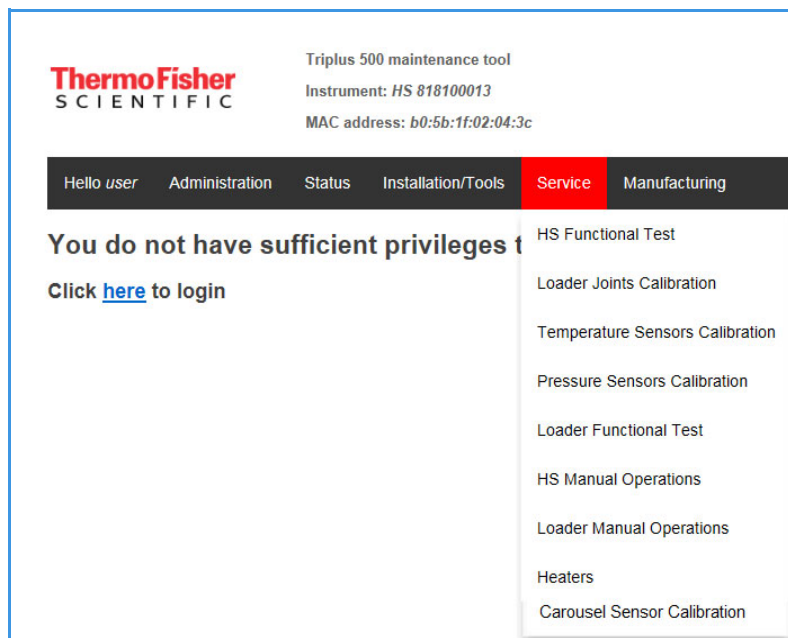 ThermoFisher
SCIENTIFIC
Triplus 500 maintenance tool
Instrument: HS 818100013
MAC address: b0:5b:1f:02:04:3c
Hello user Administration Status Installation/Tools Service Manufacturing
You do not have sufficient privileges t
Click here to login
HS Functional Test
Loader Joints Calibration
Temperature Sensors Calibration
Pressure Sensors Calibration
Loader Functional Test
HS Manual Operations
Loader Manual Operations
Heaters
Carousel Sensor Calibration